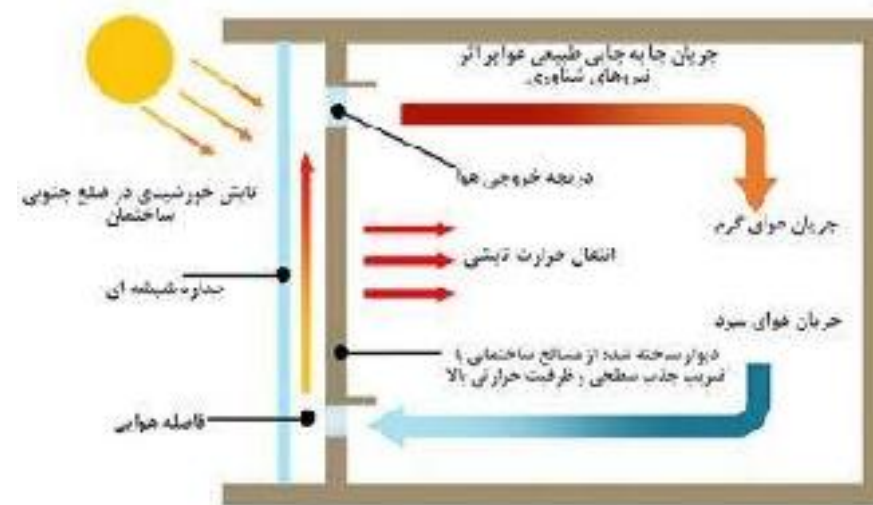 جریان جا به جایی طبیعی هوا بر اثر
نیروهای شناوری
دریچه خروجی هوا
تابش خورشیدی در ضلع جنوبی
ساختمان
جریان هوای گرم
انتقال حرارت تابشی
جداره شیشه ای
جریان هوای سرد
دیوار ساخته شده از مصالح ساختمانی با
ضریب جذب سطحی و ظرفیت حرارتی بالا
فاصله هوایی